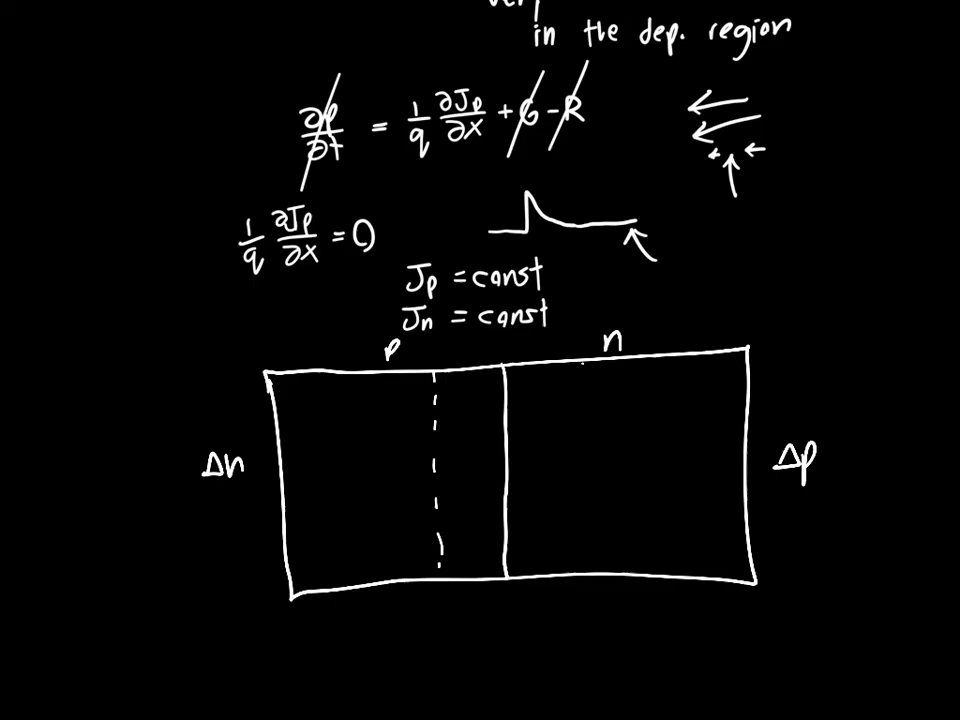 in the dep. region
∂p/∂t = 1/q ∂Jp/∂x + G - R
1/q ∂Jp/∂x = 0
Jp = const
Jn = const
p n
Δn Δp